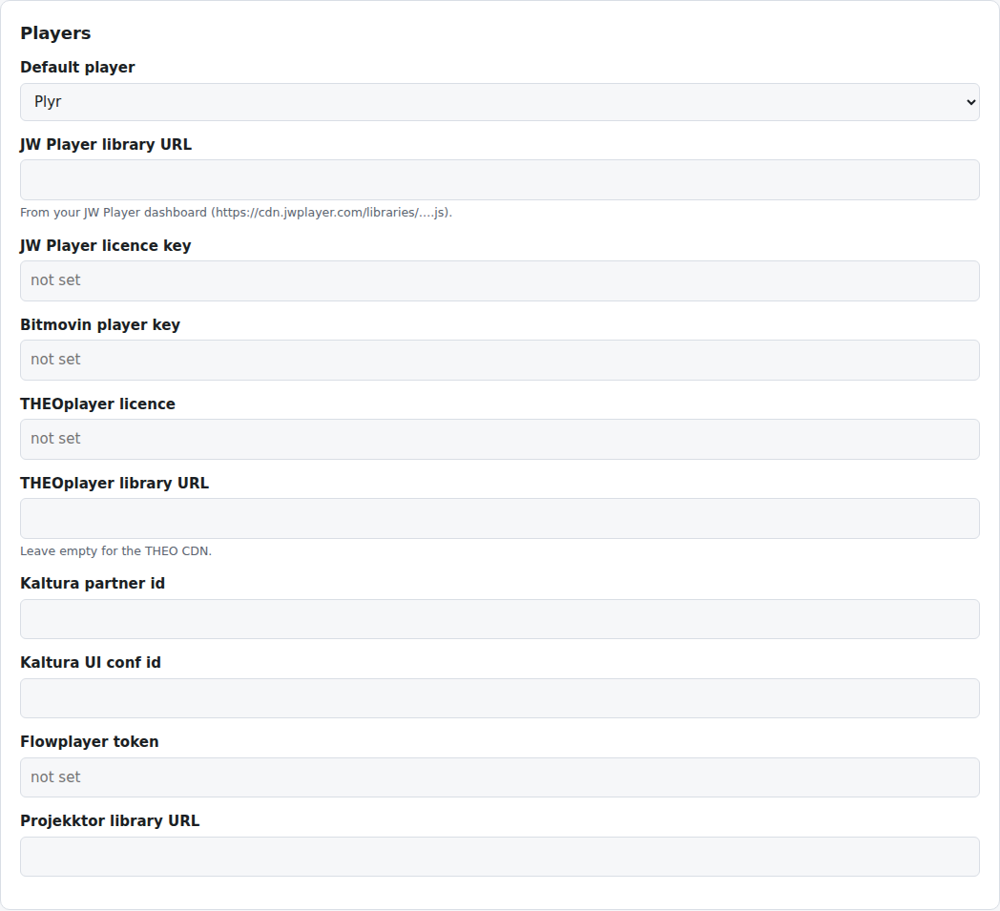 Players
Default player
Plyr
JW Player library URL
From your JW Player dashboard (https://cdn.jwplayer.com/libraries/....js).
JW Player licence key
not set
Bitmovin player key
not set
THEOplayer licence
not set
THEOplayer library URL
Leave empty for the THEO CDN.
Kaltura partner id
Kaltura UI conf id
Flowplayer token
not set
Projekktor library URL